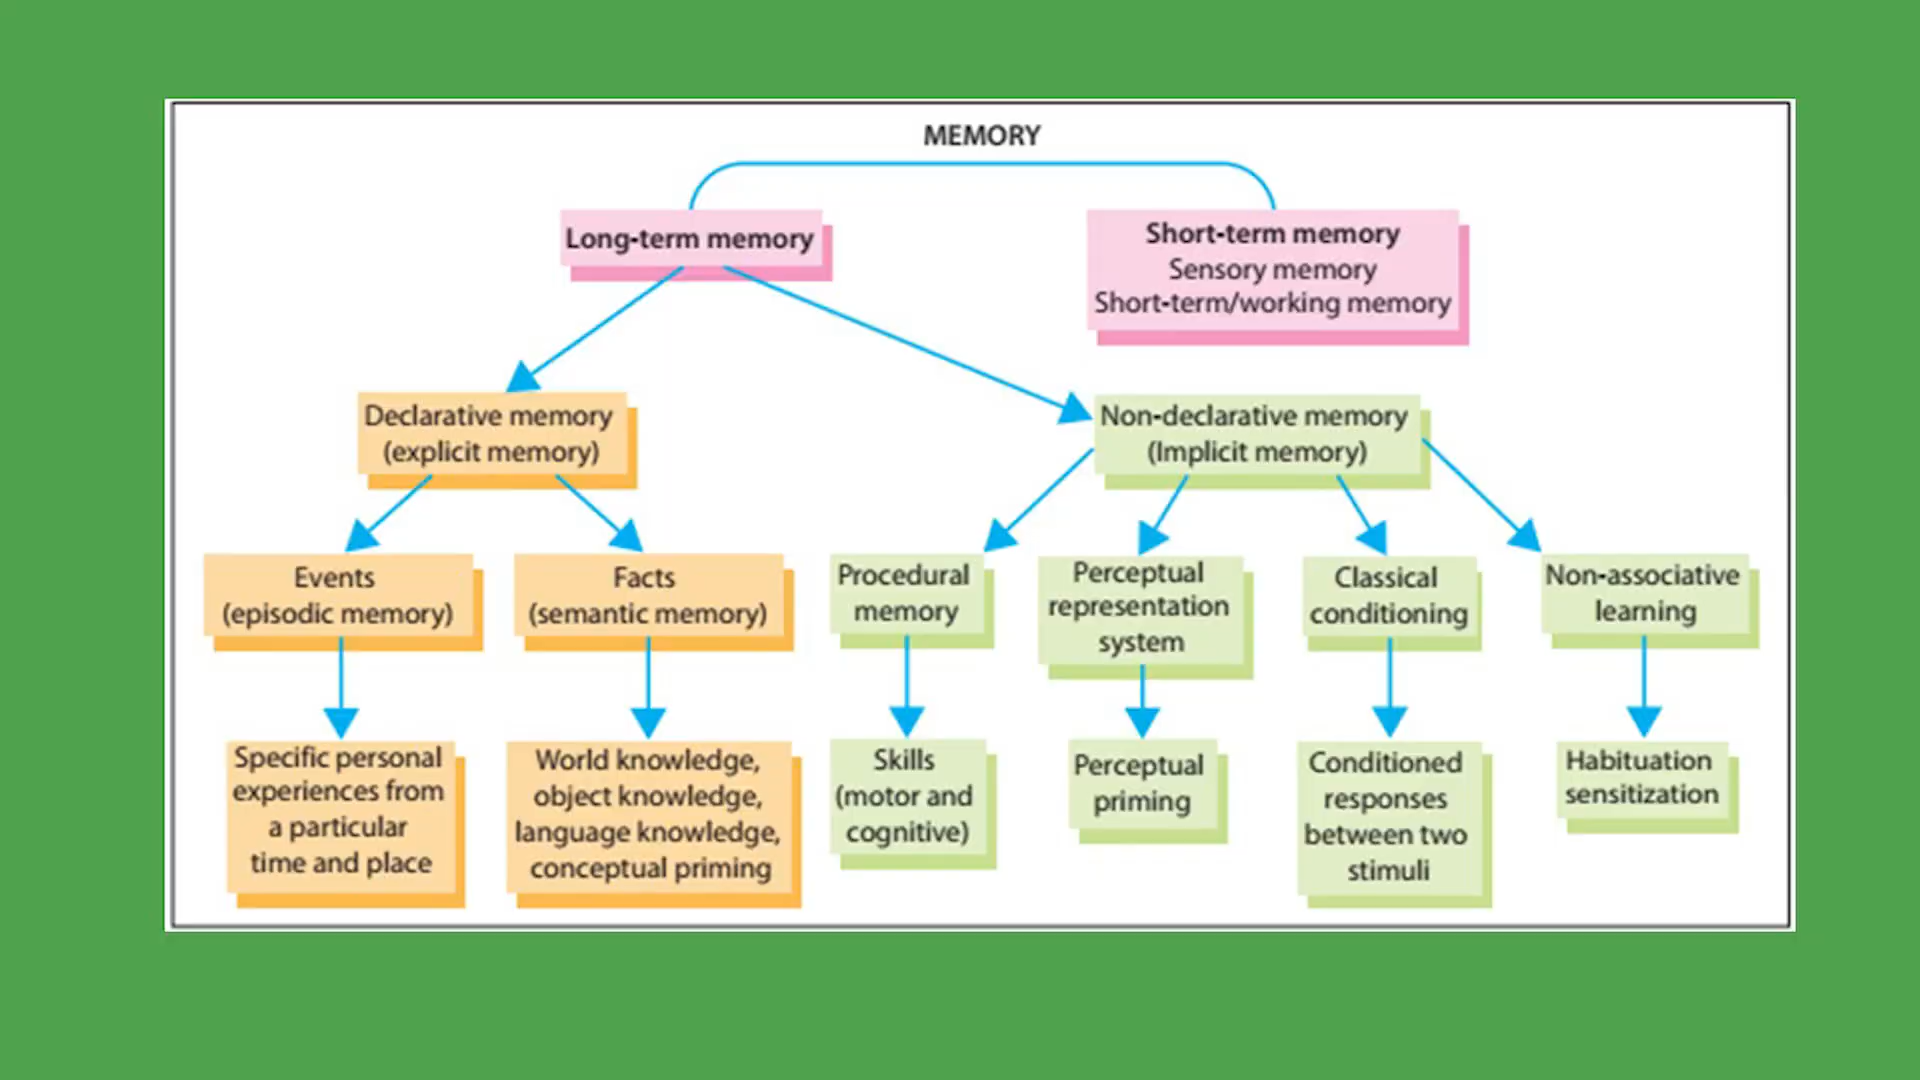 MEMORY
Long-term memory
Short-term memory
Sensory memory
Short-term/working memory
Declarative memory
(explicit memory)
Non-declarative memory
(Implicit memory)
Events
(episodic memory)
Facts
(semantic memory)
Procedural
memory
Perceptual
representation
system
Classical
conditioning
Non-associative
learning
Specific personal
experiences from
a particular
time and place
World knowledge,
object knowledge,
language knowledge,
conceptual priming
Skills
(motor and
cognitive)
Perceptual
priming
Conditioned
responses
between two
stimuli
Habituation
sensitization